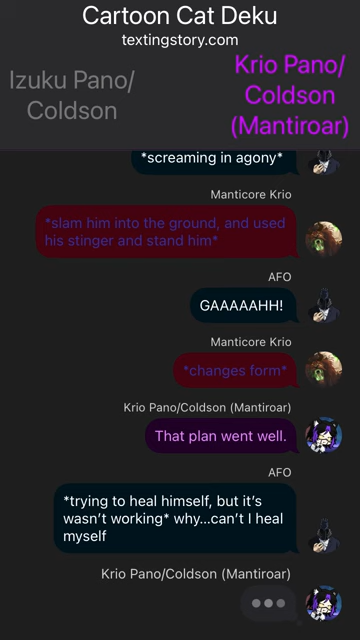 Cartoon Cat Deku
textingstory.com
Izuku Pano/
Coldson
Krio Pano/
Coldson
(Mantiroar)
*screaming in agony*
Manticore Krio
*slam him into the ground, and used
his stinger and stand him*
AFO
GAAAAAHH!
Manticore Krio
*changes form*
Krio Pano/Coldson (Mantiroar)
That plan went well.
AFO
*trying to heal himself, but it's
wasn't working* why...can't I heal
myself
Krio Pano/Coldson (Mantiroar)